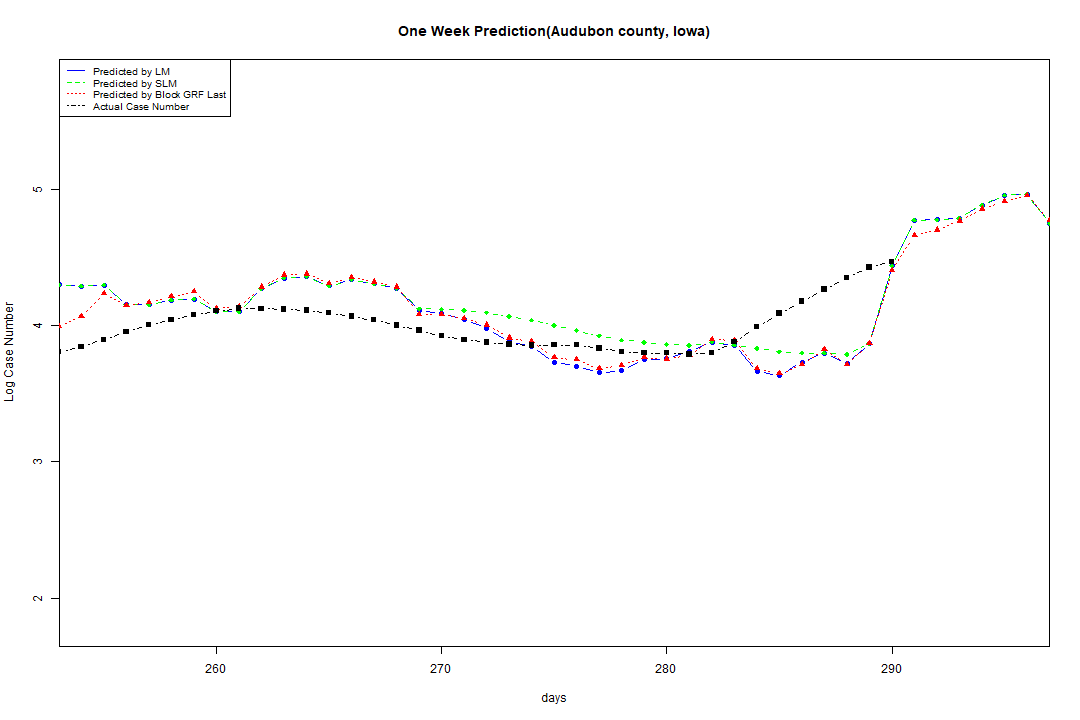 One Week Prediction(Audubon county, Iowa)
Predicted by LM
Predicted by SLM
Predicted by Block GRF Last
Actual Case Number
5
4
3
2
Log Case Number
260 270 280 290
days